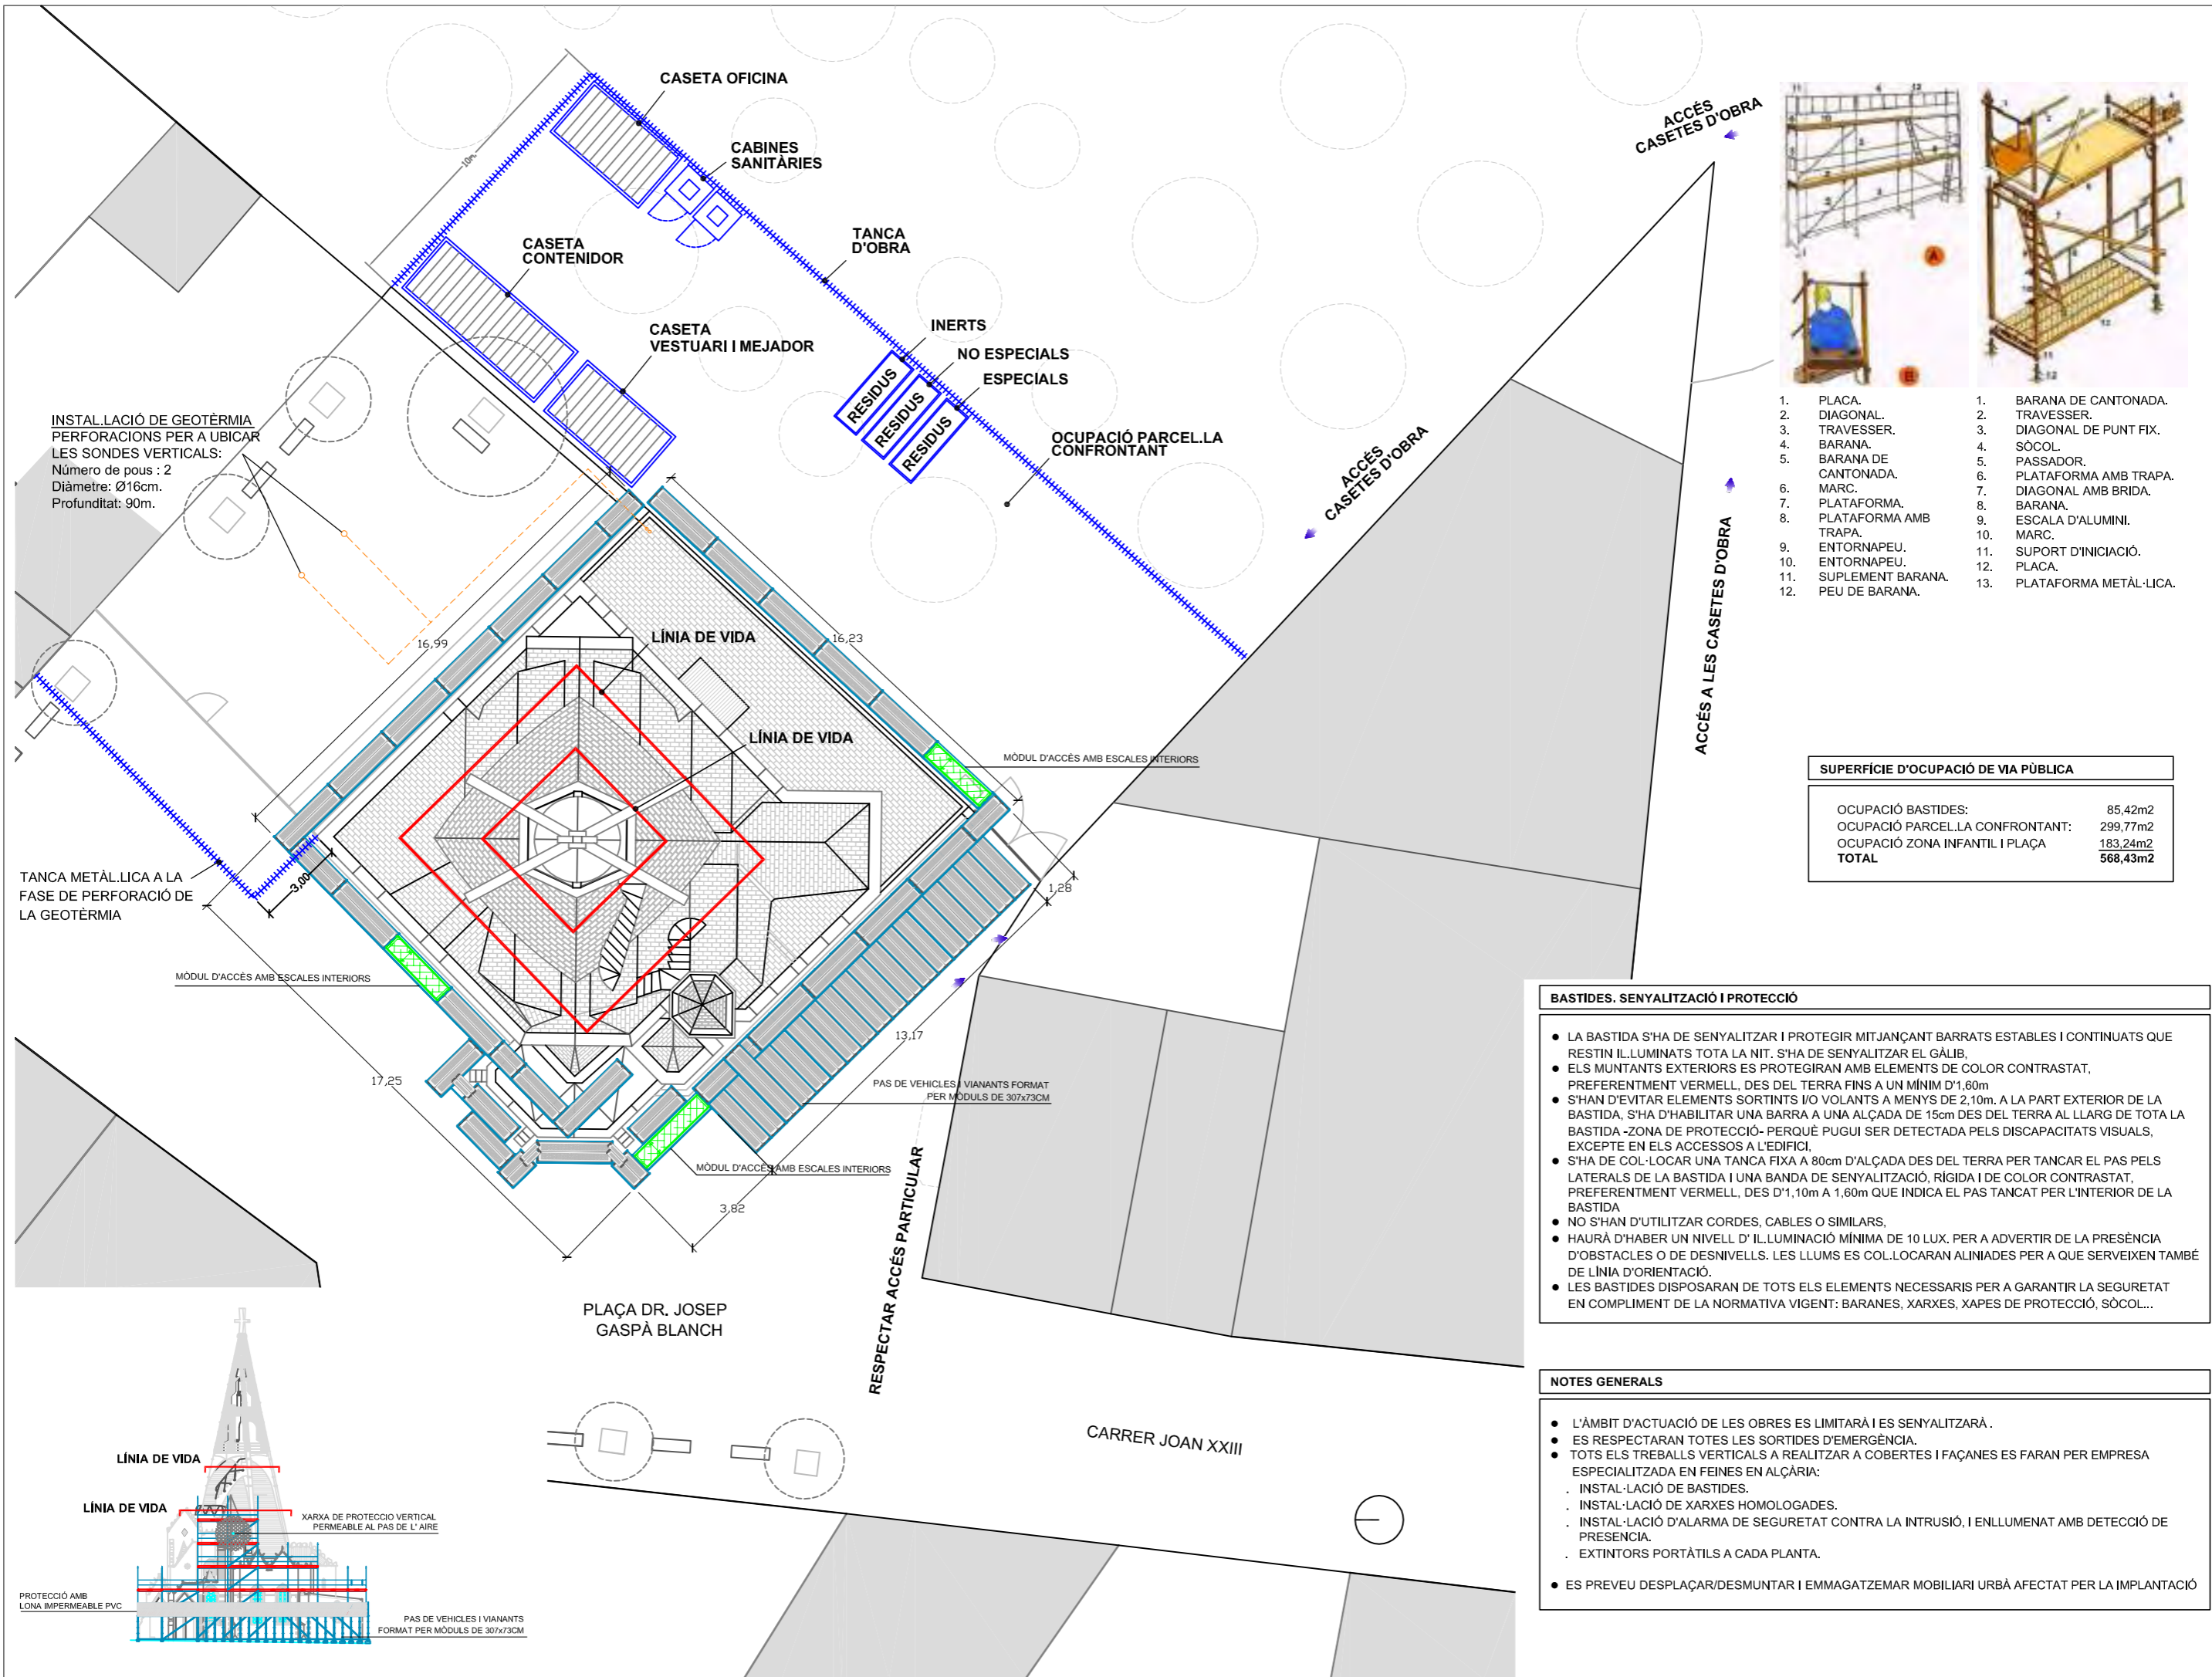 CASETA OFICINA
CABINES
SANITÀRIES
10m.
TANCA
D'OBRA
CASETA
CONTENIDOR
CASETA
VESTUARI I MEJADOR
INERTS
NO ESPECIALS
ESPECIALS
RESIDUS
RESIDUS
RESIDUS
OCUPACIÓ PARCEL.LA
CONFRONTANT
ACCÉS
CASETES D'OBRA
ACCÉS
CASETES D'OBRA
ACCÉS A LES CASETES D'OBRA
INSTAL.LACIÓ DE GEOTÈRMIA
PERFORACIONS PER A UBICAR
LES SONDES VERTICALS:
Número de pous : 2
Diàmetre: Ø16cm.
Profunditat: 90m.
16,99
16,23
LÍNIA DE VIDA
LÍNIA DE VIDA
MÒDUL D'ACCÉS AMB ESCALES INTERIORS
1,28
TANCA METÀL.LICA A LA
FASE DE PERFORACIÓ DE
LA GEOTÈRMIA
3,00
MÒDUL D'ACCÉS AMB ESCALES INTERIORS
17,25
13,17
PAS DE VEHICLES I VIANANTS FORMAT
PER MÒDULS DE 307x73CM
MÒDUL D'ACCÉS AMB ESCALES INTERIORS
3,82
RESPECTAR ACCÉS PARTICULAR
PLAÇA DR. JOSEP
GASPÀ BLANCH
CARRER JOAN XXIII
LÍNIA DE VIDA
LÍNIA DE VIDA
XARXA DE PROTECCIO VERTICAL
PERMEABLE AL PAS DE L' AIRE
PROTECCIÓ AMB
LONA IMPERMEABLE PVC
PAS DE VEHICLES I VIANANTS
FORMAT PER MÒDULS DE 307x73CM
A
1. PLACA.
2. DIAGONAL.
3. TRAVESSER.
4. BARANA.
5. BARANA DE
CANTONADA.
6. MARC.
7. PLATAFORMA.
8. PLATAFORMA AMB
TRAPA.
9. ENTORNAPEU.
10. ENTORNAPEU.
11. SUPLEMENT BARANA.
12. PEU DE BARANA.
1. BARANA DE CANTONADA.
2. TRAVESSER.
3. DIAGONAL DE PUNT FIX.
4. SÒCOL.
5. PASSADOR.
6. PLATAFORMA AMB TRAPA.
7. DIAGONAL AMB BRIDA.
8. BARANA.
9. ESCALA D'ALUMINI.
10. MARC.
11. SUPORT D'INICIACIÓ.
12. PLACA.
13. PLATAFORMA METÀL·LICA.
SUPERFÍCIE D'OCUPACIÓ DE VIA PÙBLICA
OCUPACIÓ BASTIDES: 85,42m2
OCUPACIÓ PARCEL.LA CONFRONTANT: 299,77m2
OCUPACIÓ ZONA INFANTIL I PLAÇA 183,24m2
TOTAL 568,43m2
BASTIDES. SENYALITZACIÓ I PROTECCIÓ
● LA BASTIDA S'HA DE SENYALITZAR I PROTEGIR MITJANÇANT BARRATS ESTABLES I CONTINUATS QUE
RESTIN IL.LUMINATS TOTA LA NIT. S'HA DE SENYALITZAR EL GÀLIB,
● ELS MUNTANTS EXTERIORS ES PROTEGIRAN AMB ELEMENTS DE COLOR CONTRASTAT,
PREFERENTMENT VERMELL, DES DEL TERRA FINS A UN MÍNIM D'1,60m
● S'HAN D'EVITAR ELEMENTS SORTINTS I/O VOLANTS A MENYS DE 2,10m. A LA PART EXTERIOR DE LA
BASTIDA, S'HA D'HABILITAR UNA BARRA A UNA ALÇADA DE 15cm DES DEL TERRA AL LLARG DE TOTA LA
BASTIDA -ZONA DE PROTECCIÓ- PERQUÈ PUGUI SER DETECTADA PELS DISCAPACITATS VISUALS,
EXCEPTE EN ELS ACCESSOS A L'EDIFICI,
● S'HA DE COL·LOCAR UNA TANCA FIXA A 80cm D'ALÇADA DES DEL TERRA PER TANCAR EL PAS PELS
LATERALS DE LA BASTIDA I UNA BANDA DE SENYALITZACIÓ, RÍGIDA I DE COLOR CONTRASTAT,
PREFERENTMENT VERMELL, DES D'1,10m A 1,60m QUE INDICA EL PAS TANCAT PER L'INTERIOR DE LA
BASTIDA
● NO S'HAN D'UTILITZAR CORDES, CABLES O SIMILARS,
● HAURÀ D'HABER UN NIVELL D' IL.LUMINACIÓ MÍNIMA DE 10 LUX. PER A ADVERTIR DE LA PRESÈNCIA
D'OBSTACLES O DE DESNIVELLS. LES LLUMS ES COL.LOCARAN ALINIADES PER A QUE SERVEIXEN TAMBÉ
DE LÍNIA D'ORIENTACIÓ.
● LES BASTIDES DISPOSARAN DE TOTS ELS ELEMENTS NECESSARIS PER A GARANTIR LA SEGURETAT
EN COMPLIMENT DE LA NORMATIVA VIGENT: BARANES, XARXES, XAPES DE PROTECCIÓ, SÒCOL...
NOTES GENERALS
● L'ÀMBIT D'ACTUACIÓ DE LES OBRES ES LIMITARÀ I ES SENYALITZARÀ .
● ES RESPECTARAN TOTES LES SORTIDES D'EMERGÈNCIA.
● TOTS ELS TREBALLS VERTICALS A REALITZAR A COBERTES I FAÇANES ES FARAN PER EMPRESA
ESPECIALITZADA EN FEINES EN ALÇÀRIA:
. INSTAL·LACIÓ DE BASTIDES.
. INSTAL·LACIÓ DE XARXES HOMOLOGADES.
. INSTAL·LACIÓ D'ALARMA DE SEGURETAT CONTRA LA INTRUSIÓ, I ENLLUMENAT AMB DETECCIÓ DE
PRESENCIA.
. EXTINTORS PORTÀTILS A CADA PLANTA.
● ES PREVEU DESPLAÇAR/DESMUNTAR I EMMAGATZEMAR MOBILIARI URBÀ AFECTAT PER LA IMPLANTACIÓ